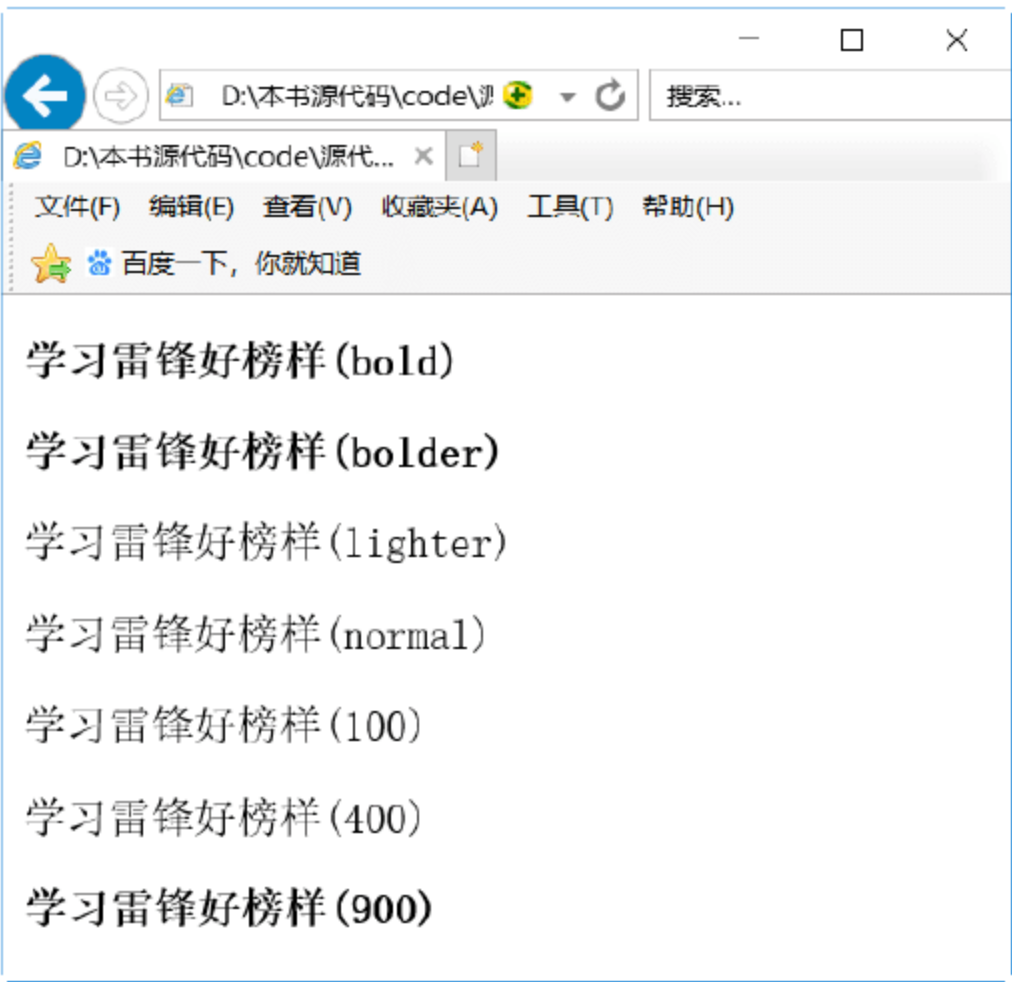 D:\本书源代码\code\
搜索...
D:\本书源代码\code\源代...
文件(F) 编辑(E) 查看(V) 收藏夹(A) 工具(T) 帮助(H)
百度一下，你就知道
学习雷锋好榜样(bold)
学习雷锋好榜样(bolder)
学习雷锋好榜样(lighter)
学习雷锋好榜样(normal)
学习雷锋好榜样(100)
学习雷锋好榜样(400)
学习雷锋好榜样(900)